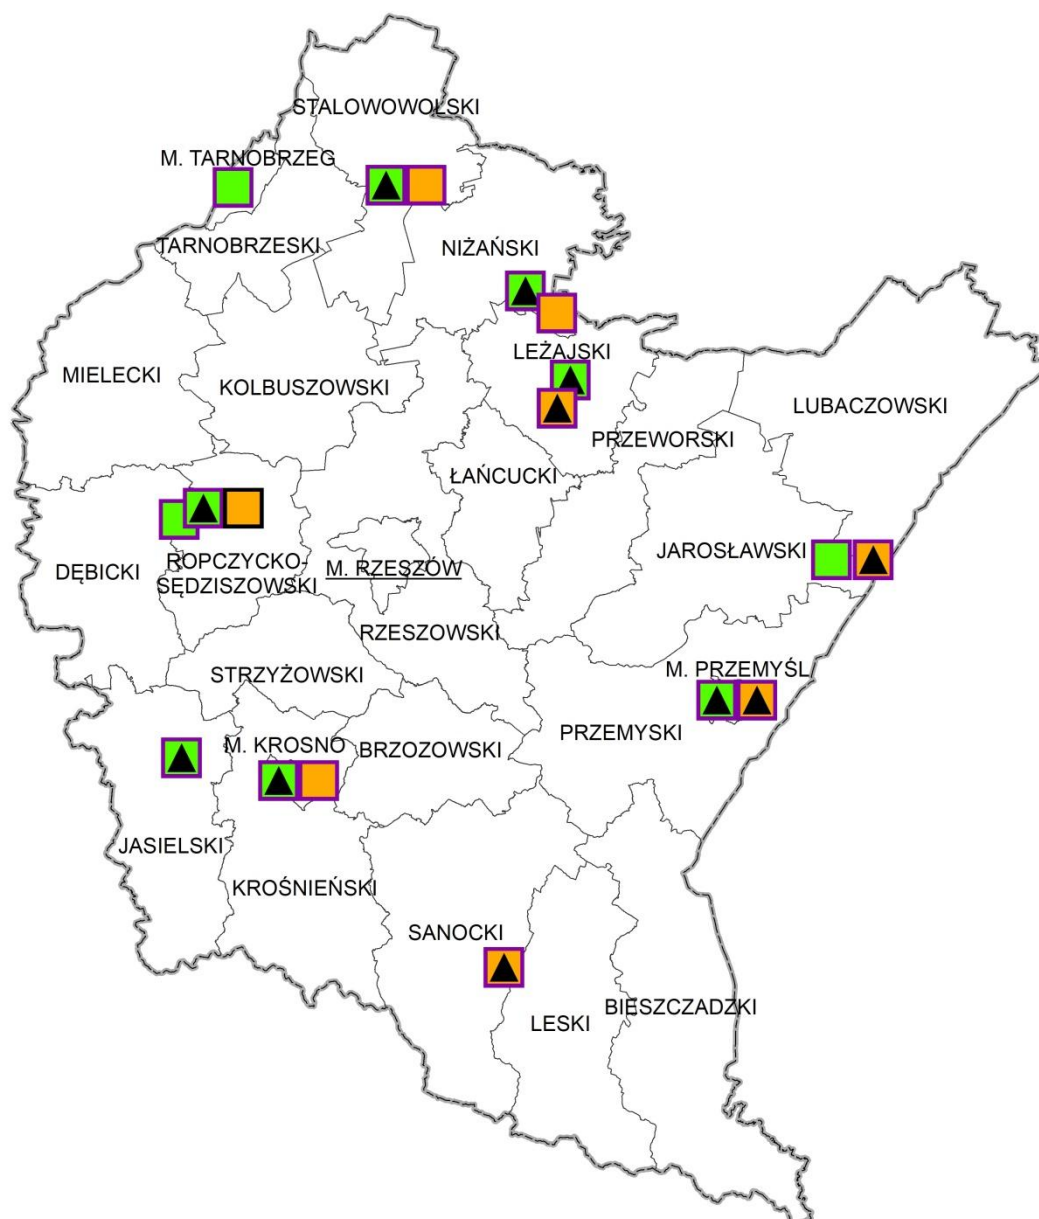 STALOWOWOLSKI
M. TARNOBRZEG
TARNOBRZESKI
NIŻAŃSKI
LEŻAJSKI
MIELECKI
KOLBUSZOWSKI
LUBACZOWSKI
PRZEWORSKI
ŁAŃCUCKI
JAROSŁAWSKI
DĘBICKI
ROPCZYCKO-
SĘDZISZOWSKI
M. RZESZÓW
RZESZOWSKI
STRZYŻOWSKI
M. PRZEMYŚL
PRZEMYSKI
M. KROSNO
BRZOZOWSKI
JASIELSKI
KROŚNIEŃSKI
SANOCKI
BIESZCZADZKI
LESKI